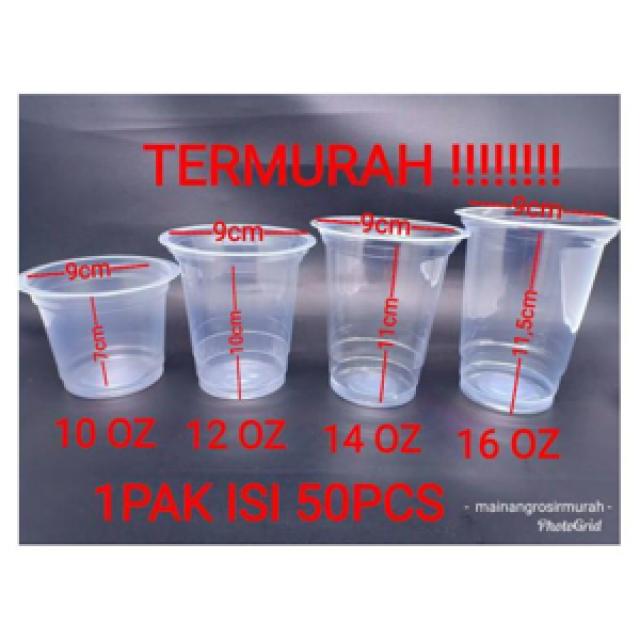 TERMURAH !!!!!!!!
9cm
9cm
9cm
9cm
7cm
10cm
11cm
11,5cm
10 OZ
12 OZ
14 OZ
16 OZ
1PAK ISI 50PCS
- mainangrosirmurah -
PhotoGrid